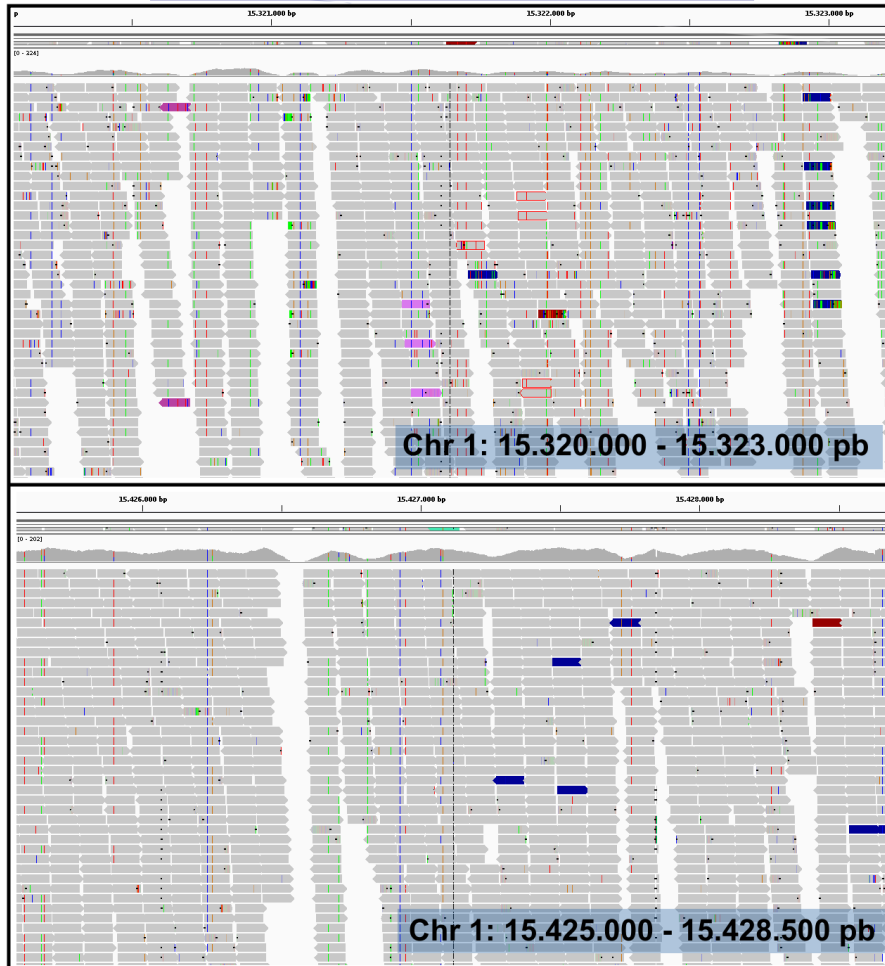 p
15.321.000 bp
15.322.000 bp
15.323.000 bp
[0 - 324]
Chr 1: 15.320.000 - 15.323.000 pb
15.426.000 bp
15.427.000 bp
15.428.000 bp
[0 - 202]
Chr 1: 15.425.000 - 15.428.500 pb